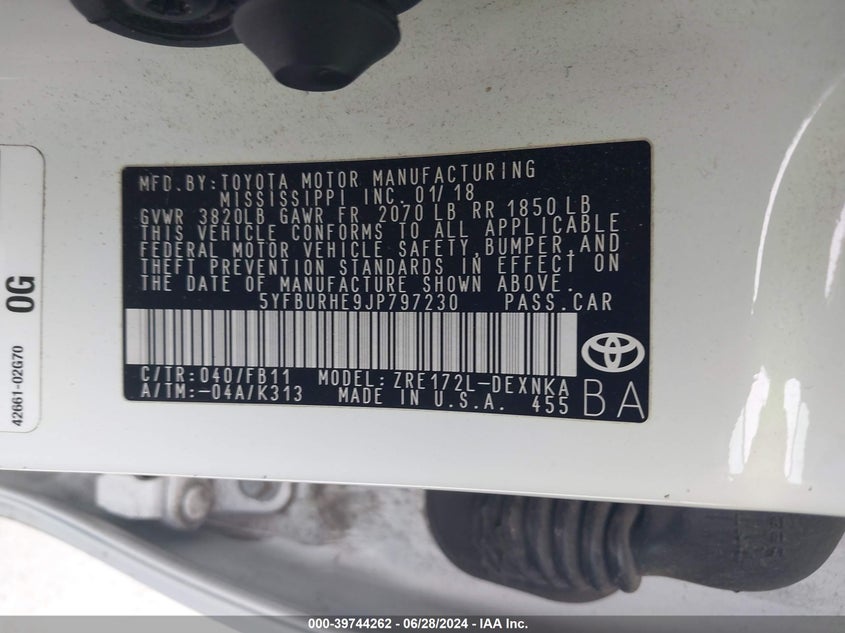 MFD.BY:TOYOTA MOTOR MANUFACTURING
MISSISSIPPI INC. 01/18
GVWR 3820LB GAWR FR 2070 LB RR 1850 LB
THIS VEHICLE CONFORMS TO ALL APPLICABLE
FEDERAL MOTOR VEHICLE SAFETY, BUMPER, AND
THEFT PREVENTION STANDARDS IN EFFECT ON
THE DATE OF MANUFACTURE SHOWN ABOVE.
5YFBURHE9JP797230 PASS.CAR
C/TR: 040/FB11 MODEL: ZRE172L-DEXNKA
A/TM:-04A/K313 MADE IN U.S.A. 455
BA
0G
42661-02G70
000-39744262 - 06/28/2024 - IAA Inc.